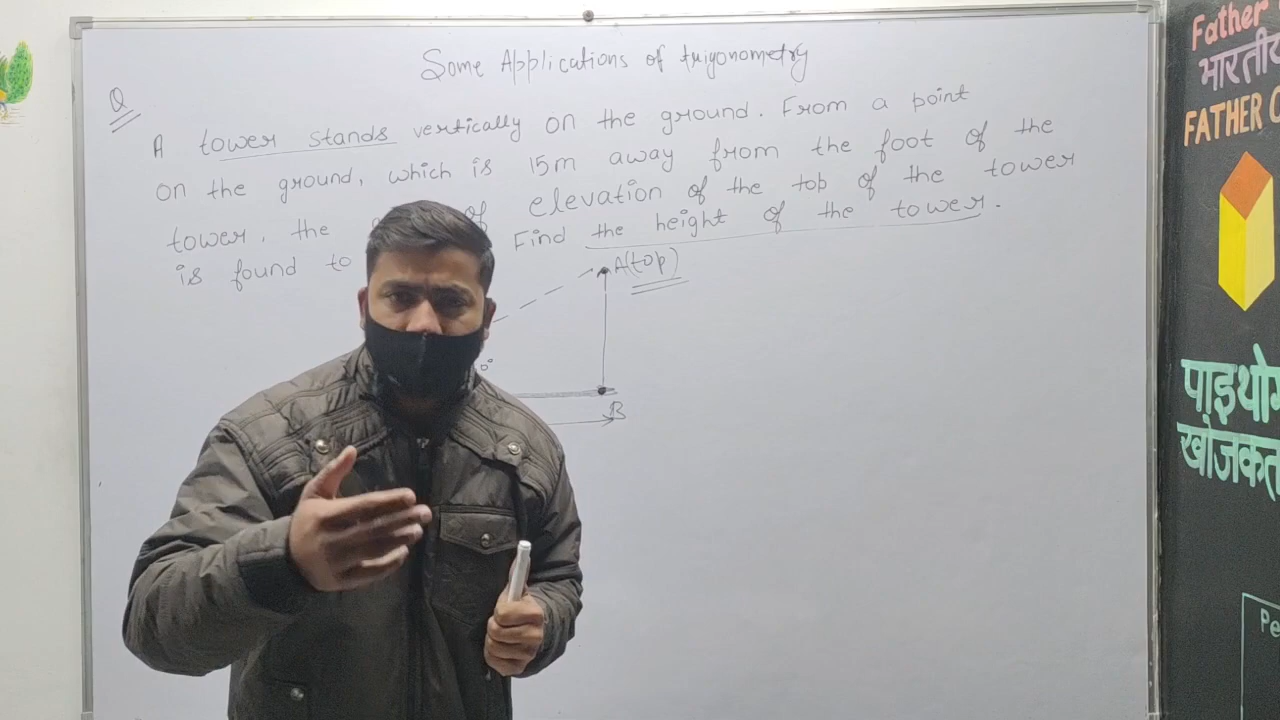 Some Applications of trigonometry
Q
A tower stands vertically on the ground. From a point
on the ground, which is 15m away from the foot of the
tower, the of elevation of the top of the tower
is found to Find the height of the tower.
A(top)
B
Father
भारतीय
FATHER O
पाइथो
खोजकर्ता
Pe